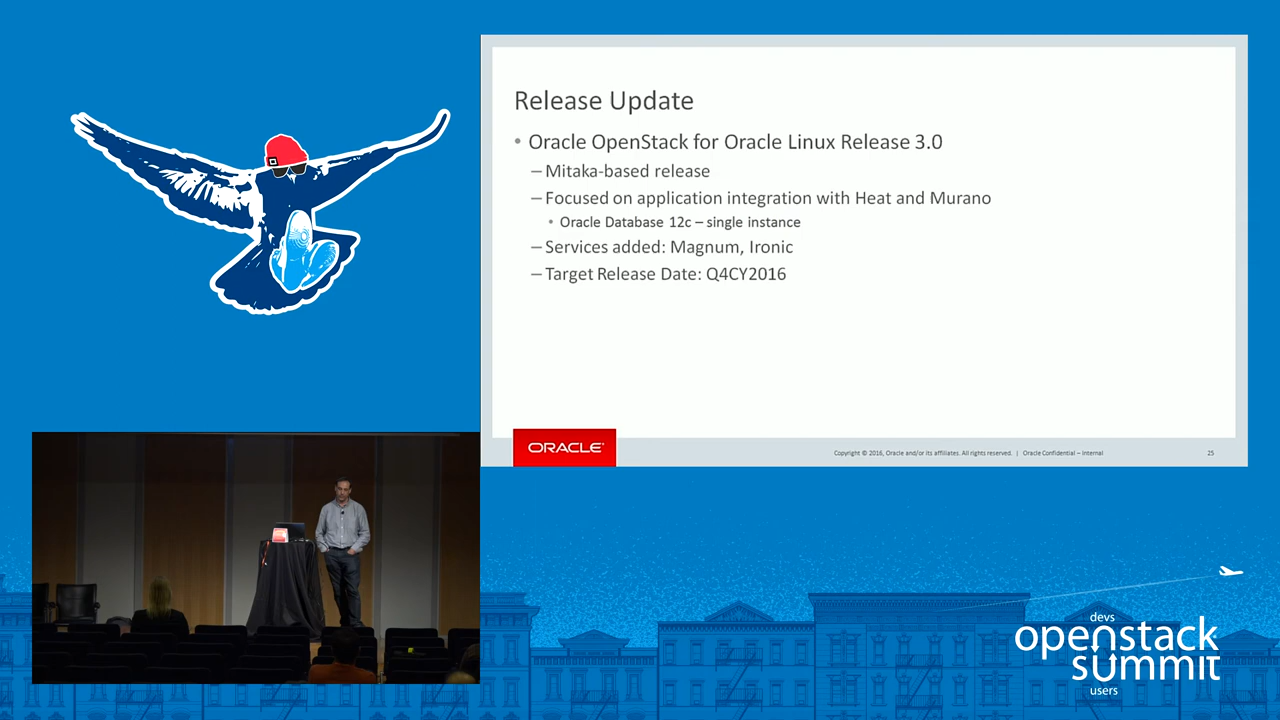 Release Update
• Oracle OpenStack for Oracle Linux Release 3.0
– Mitaka-based release
– Focused on application integration with Heat and Murano
• Oracle Database 12c – single instance
– Services added: Magnum, Ironic
– Target Release Date: Q4CY2016
ORACLE®
Copyright © 2016, Oracle and/or its affiliates. All rights reserved. | Oracle Confidential – Internal
25
devs
openstack
summit
users